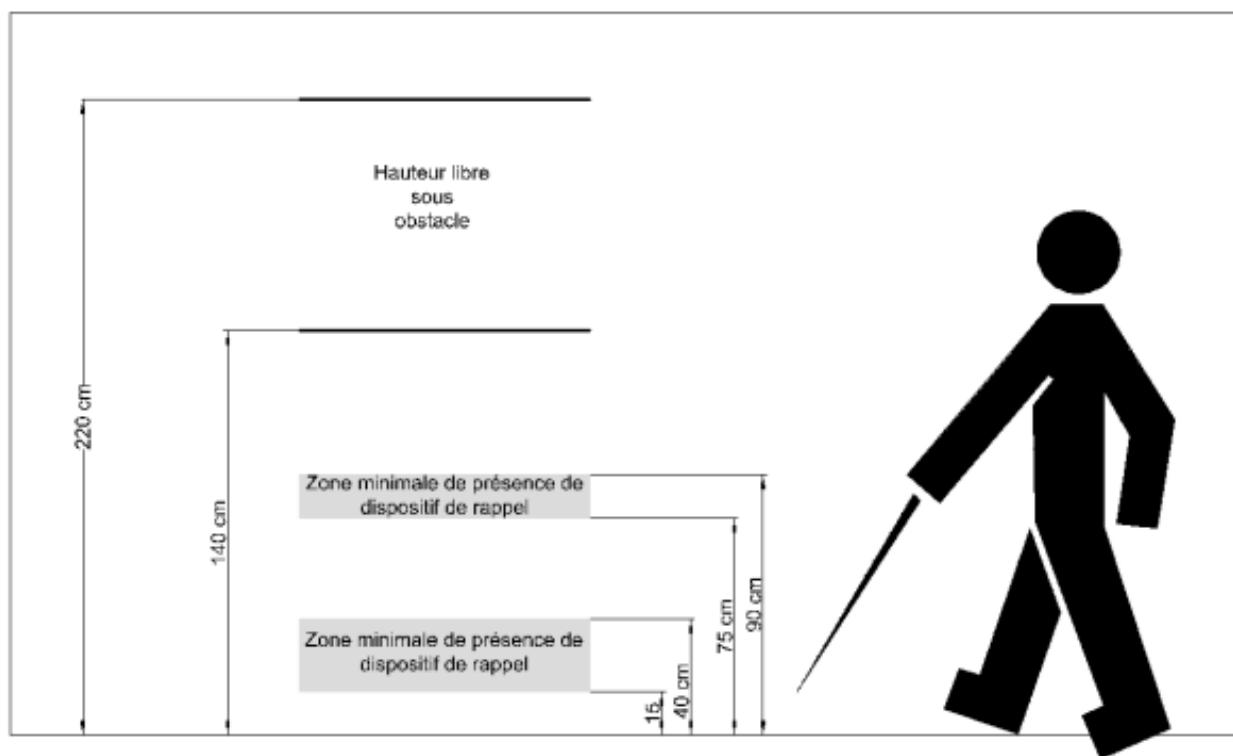 Hauteur libre
sous
obstacle
220 cm
140 cm
Zone minimale de présence de
dispositif de rappel
75 cm
90 cm
Zone minimale de présence de
dispositif de rappel
15
40 cm